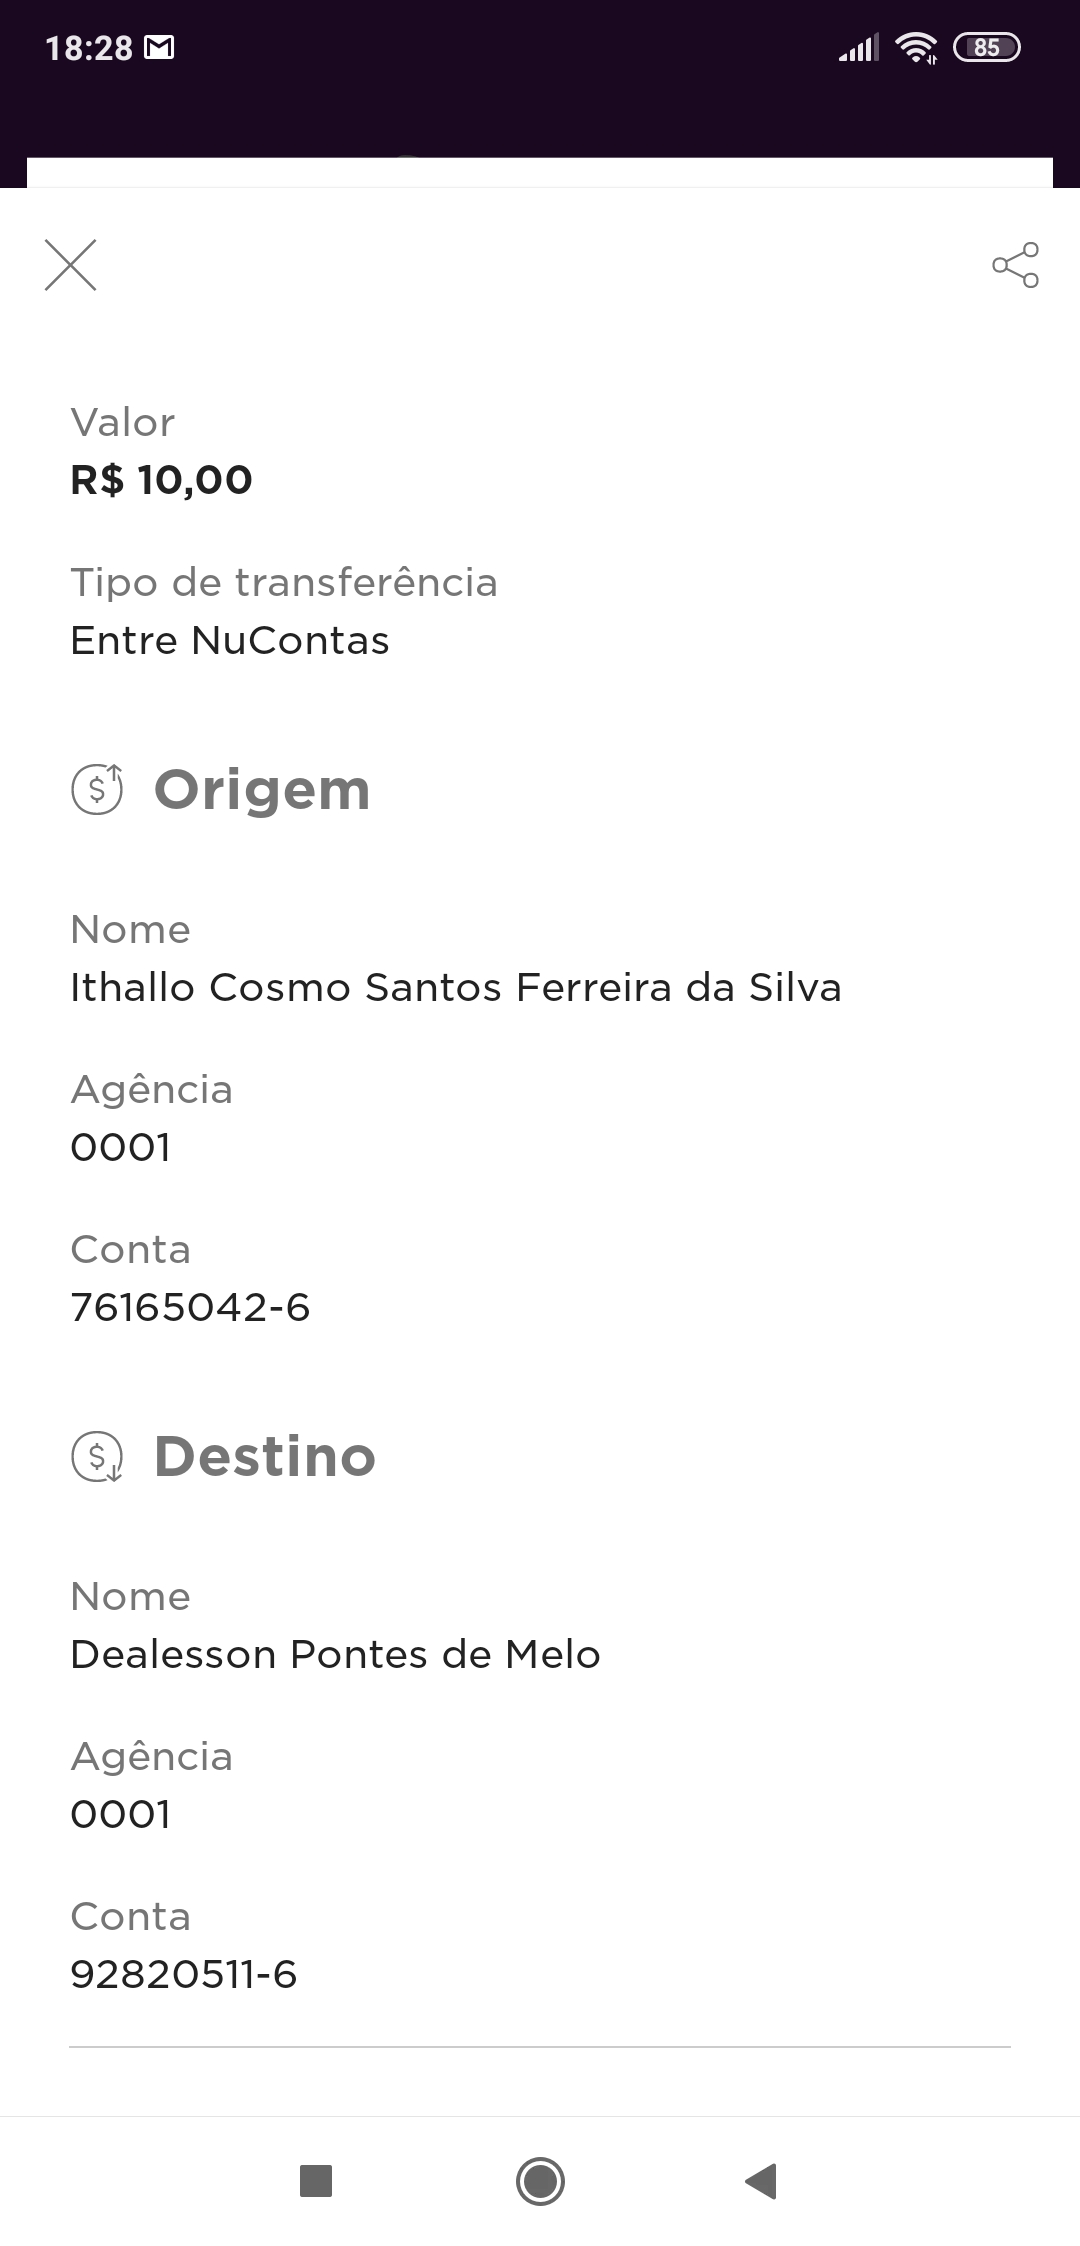 18:28
85
Valor
R$ 10,00
Tipo de transferência
Entre NuContas
Origem
Nome
Ithallo Cosmo Santos Ferreira da Silva
Agência
0001
Conta
76165042-6
Destino
Nome
Dealesson Pontes de Melo
Agência
0001
Conta
92820511-6